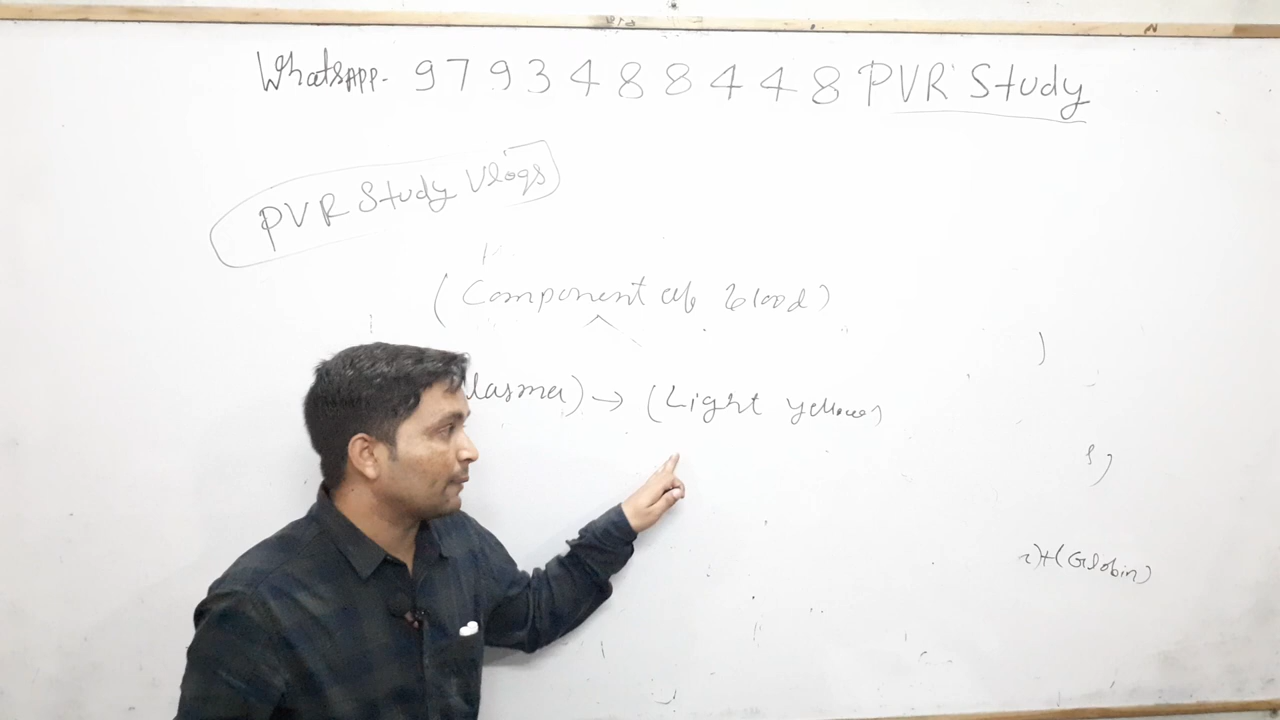 WhatsAPP- 9793488448 PVR Study
PVR Study Vlogs
(Component of blood)
lasma) → (Light yellow)
)+(Globin)